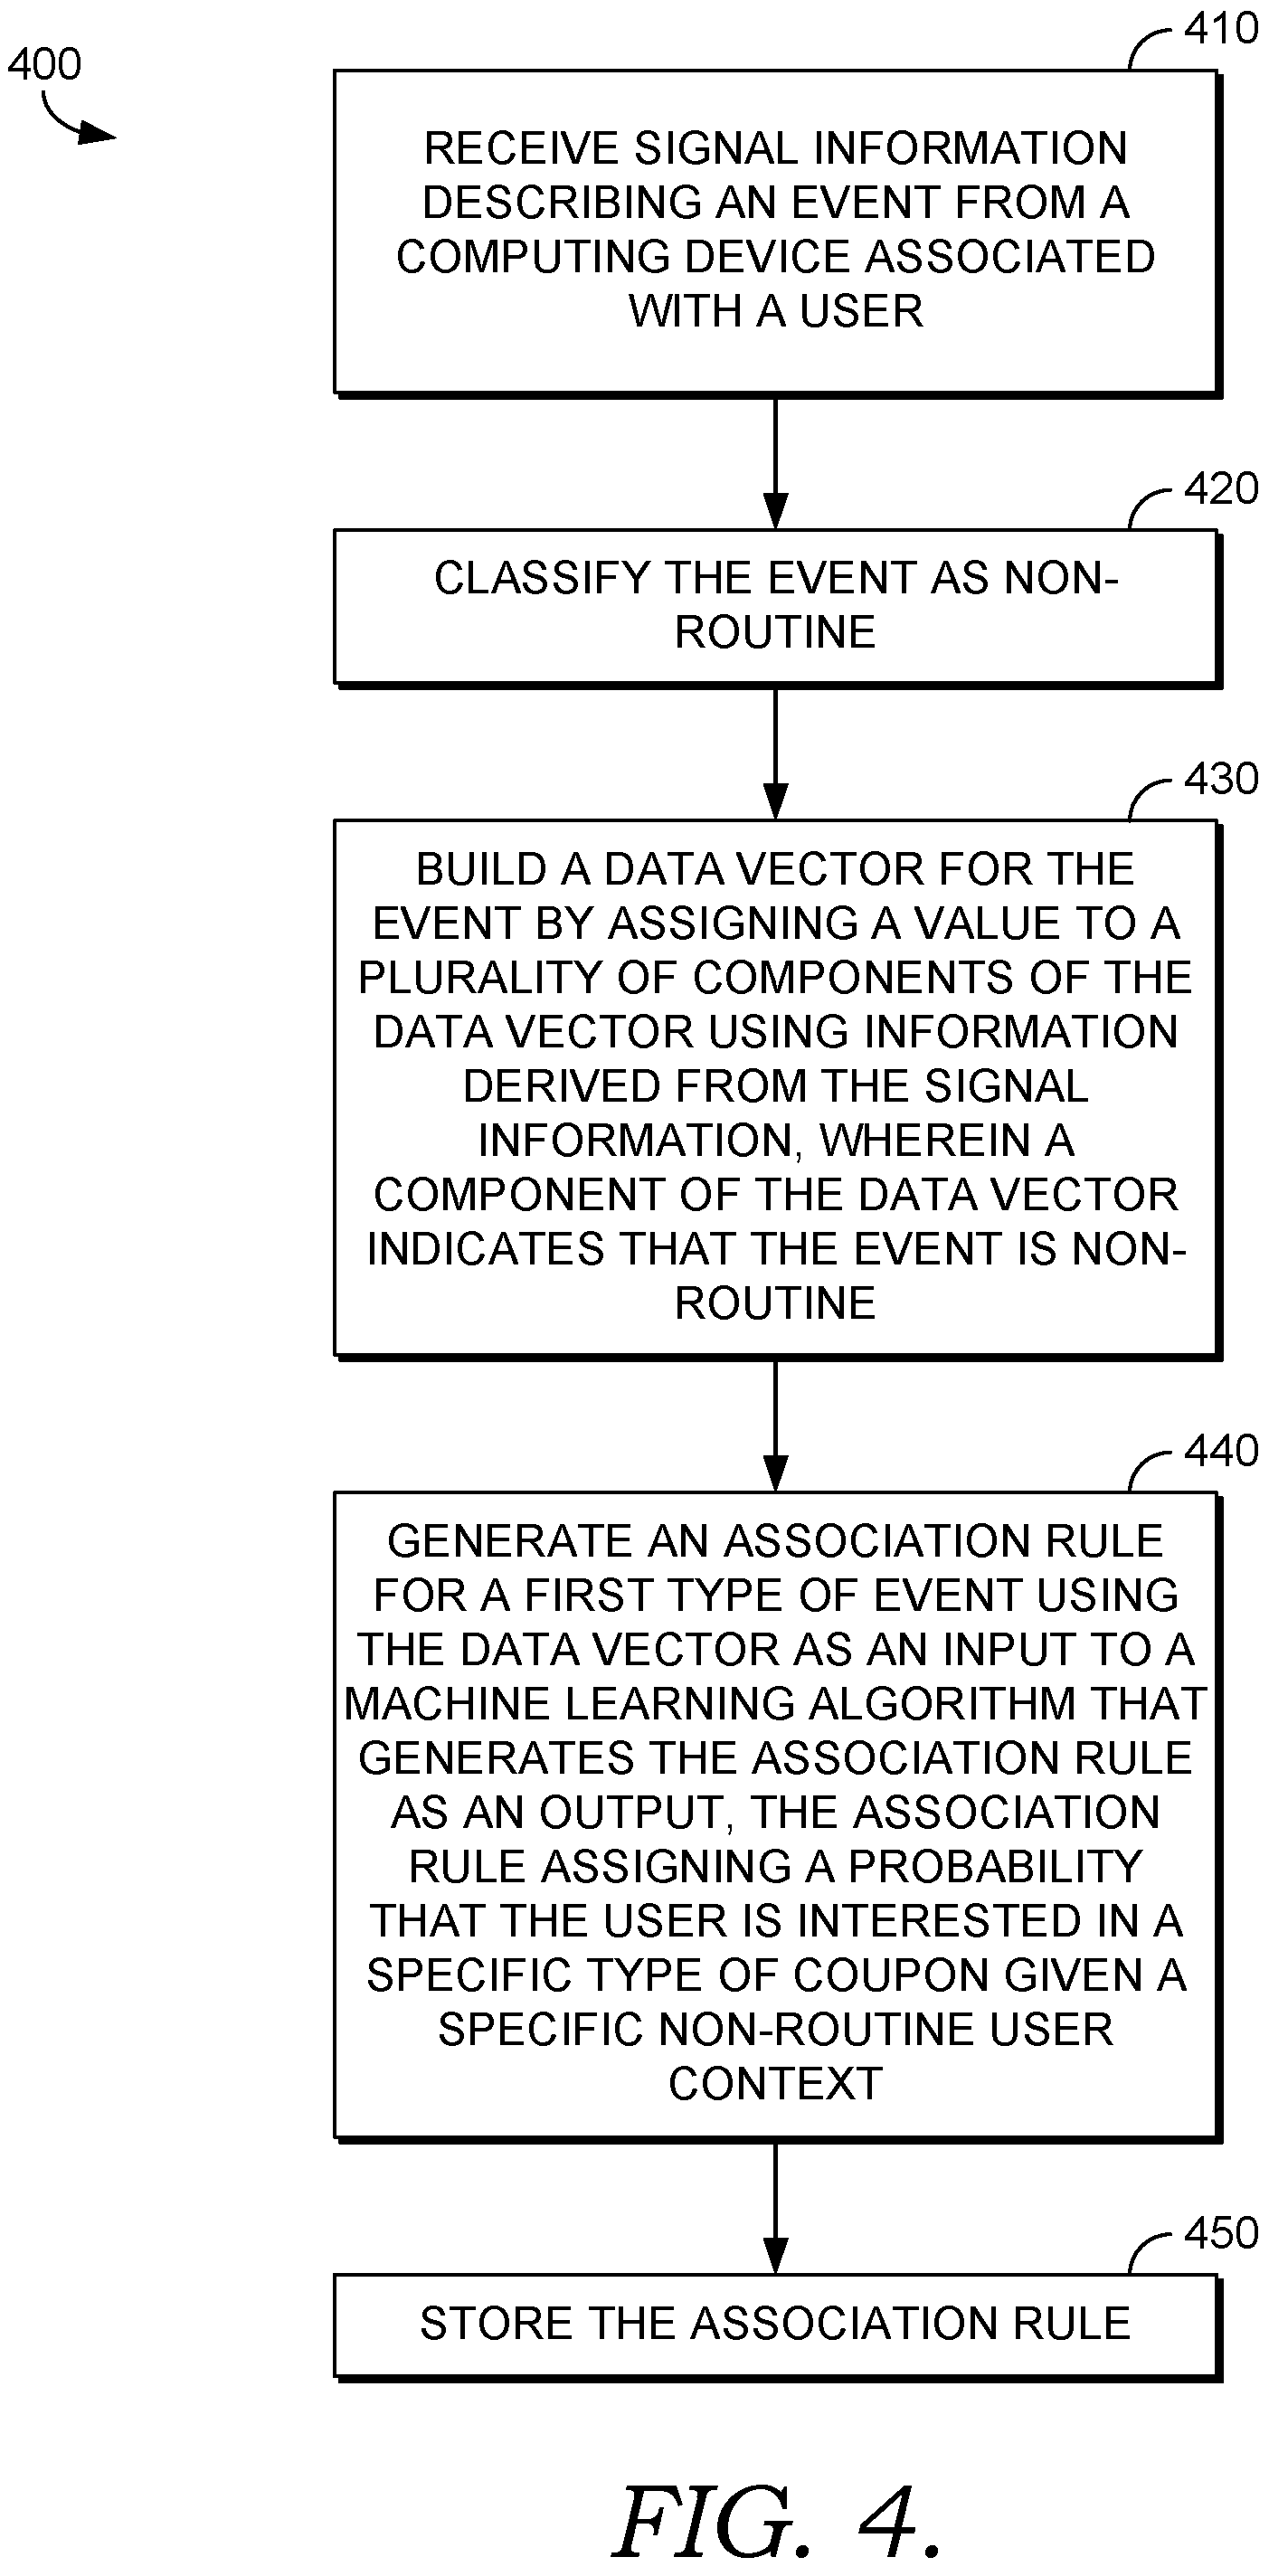 400
410
RECEIVE SIGNAL INFORMATION
DESCRIBING AN EVENT FROM A
COMPUTING DEVICE ASSOCIATED
WITH A USER
420
CLASSIFY THE EVENT AS NON-
ROUTINE
430
BUILD A DATA VECTOR FOR THE
EVENT BY ASSIGNING A VALUE TO A
PLURALITY OF COMPONENTS OF THE
DATA VECTOR USING INFORMATION
DERIVED FROM THE SIGNAL
INFORMATION, WHEREIN A
COMPONENT OF THE DATA VECTOR
INDICATES THAT THE EVENT IS NON-
ROUTINE
440
GENERATE AN ASSOCIATION RULE
FOR A FIRST TYPE OF EVENT USING
THE DATA VECTOR AS AN INPUT TO A
MACHINE LEARNING ALGORITHM THAT
GENERATES THE ASSOCIATION RULE
AS AN OUTPUT, THE ASSOCIATION
RULE ASSIGNING A PROBABILITY
THAT THE USER IS INTERESTED IN A
SPECIFIC TYPE OF COUPON GIVEN A
SPECIFIC NON-ROUTINE USER
CONTEXT
450
STORE THE ASSOCIATION RULE
FIG. 4.